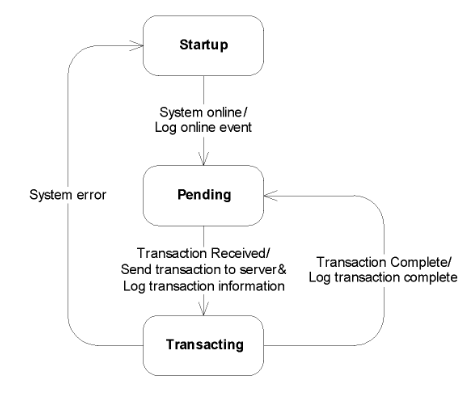 Startup
System online/
Log online event
System error
Pending
Transaction Received/
Send transaction to server&
Log transaction information
Transaction Complete/
Log transaction complete
Transacting